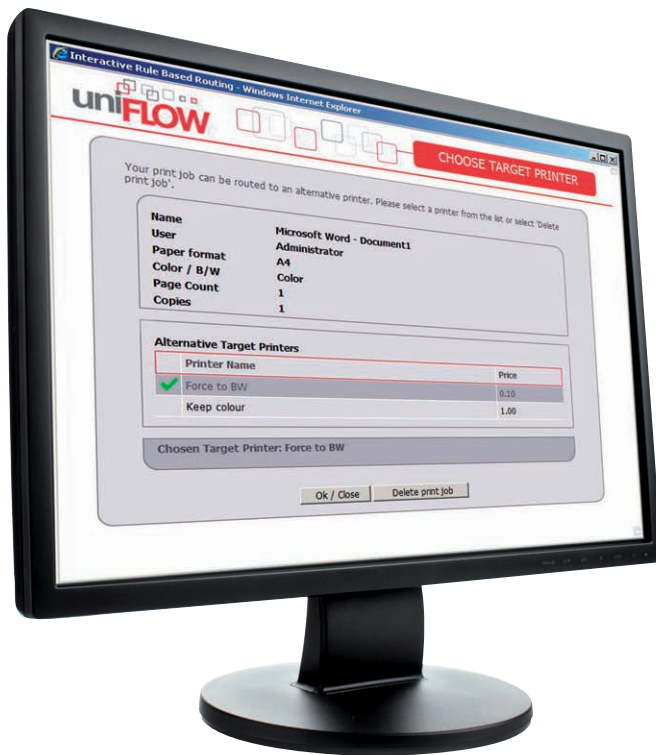 Interactive Rule Based Routing - Windows Internet Explorer
uniFLOW
CHOOSE TARGET PRINTER
Your print job can be routed to an alternative printer. Please select a printer from the list or select 'Delete
print job'.
Name Microsoft Word - Document1
User Administrator
Paper format A4
Color / B/W Color
Page Count 1
Copies 1
Alternative Target Printers
Printer Name Price
Force to BW 0.10
Keep colour 1.00
Chosen Target Printer: Force to BW
Ok / Close Delete print job